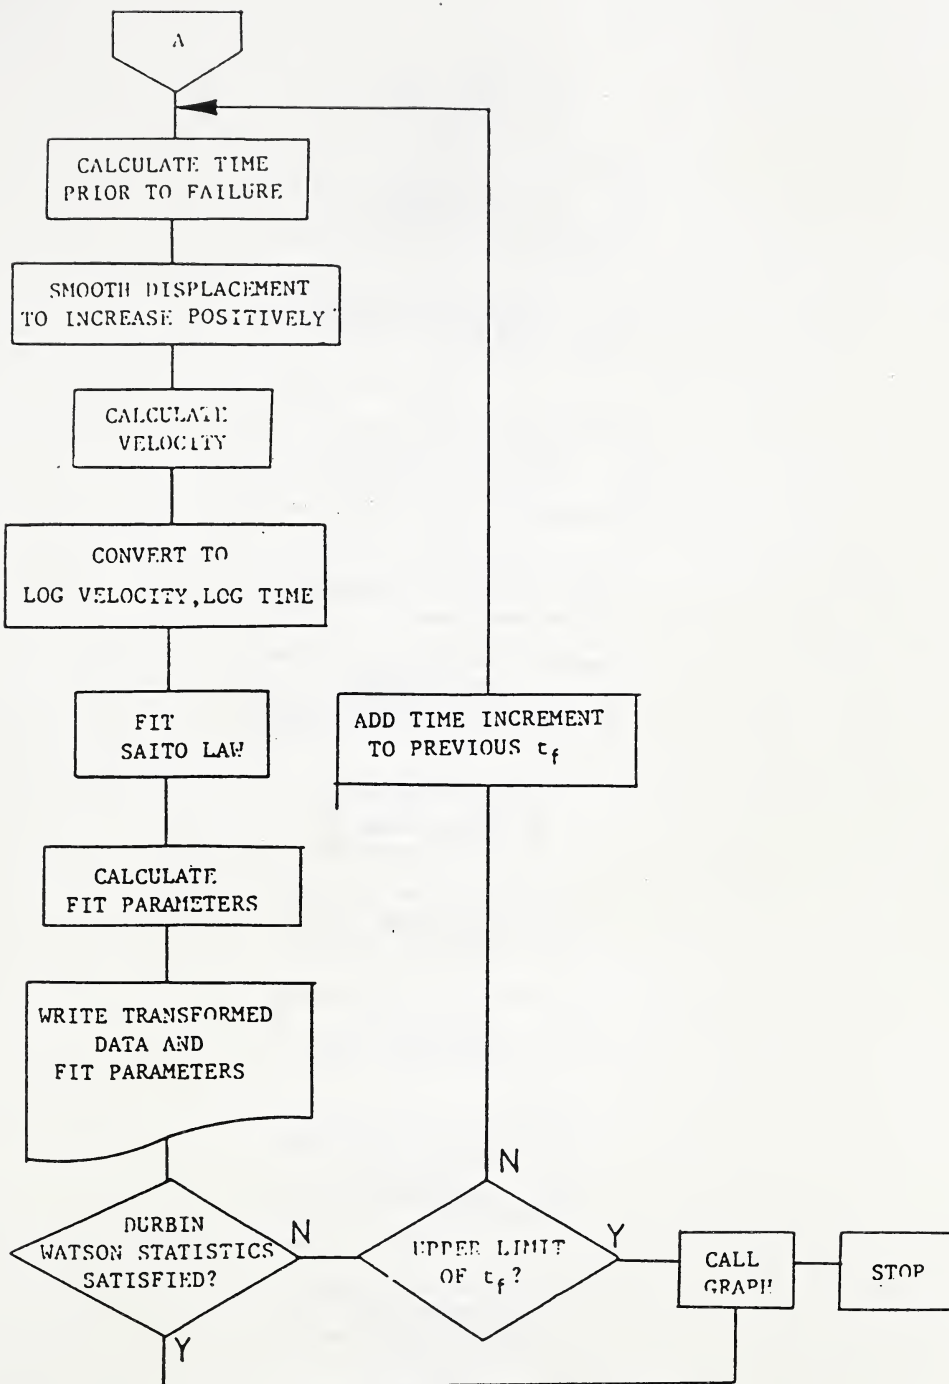 A
CALCULATE TIME
PRIOR TO FAILURE
SMOOTH DISPLACEMENT
TO INCREASE POSITIVELY
CALCULATE
VELOCITY
CONVERT TO
LOG VELOCITY, LOG TIME
FIT
SAITO LAW
ADD TIME INCREMENT
TO PREVIOUS t_f
CALCULATE
FIT PARAMETERS
WRITE TRANSFORMED
DATA AND
FIT PARAMETERS
N
DURBIN
WATSON STATISTICS
SATISFIED?
N
UPPER LIMIT
OF t_f?
Y
CALL
GRAPH
STOP
Y